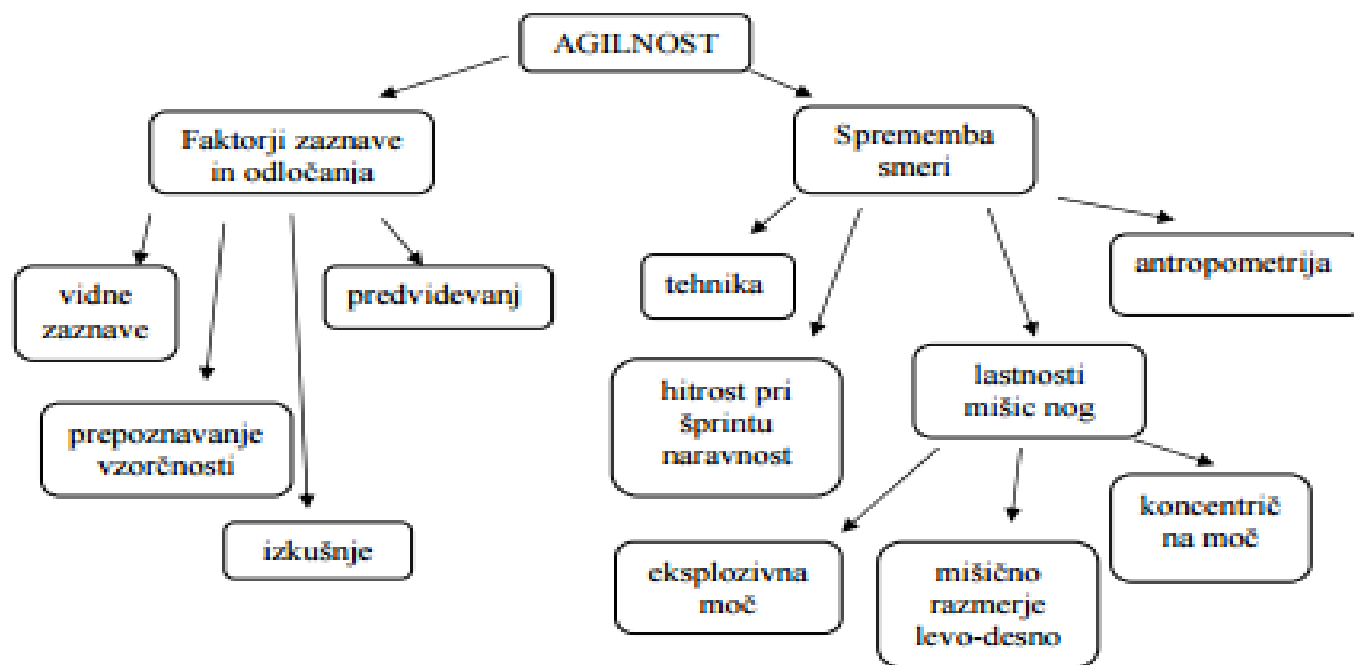 AGILNOST
Faktorji zaznave
in odločanja
Sprememba
smeri
vidne
zaznave
predvidevanj
tehnika
antropometrija
prepoznavanje
vzorčnosti
hitrost pri
šprintu
naravnost
lastnosti
mišic nog
izkušnje
eksplozivna
moč
mišično
razmerje
levo-desno
koncentrič
na moč